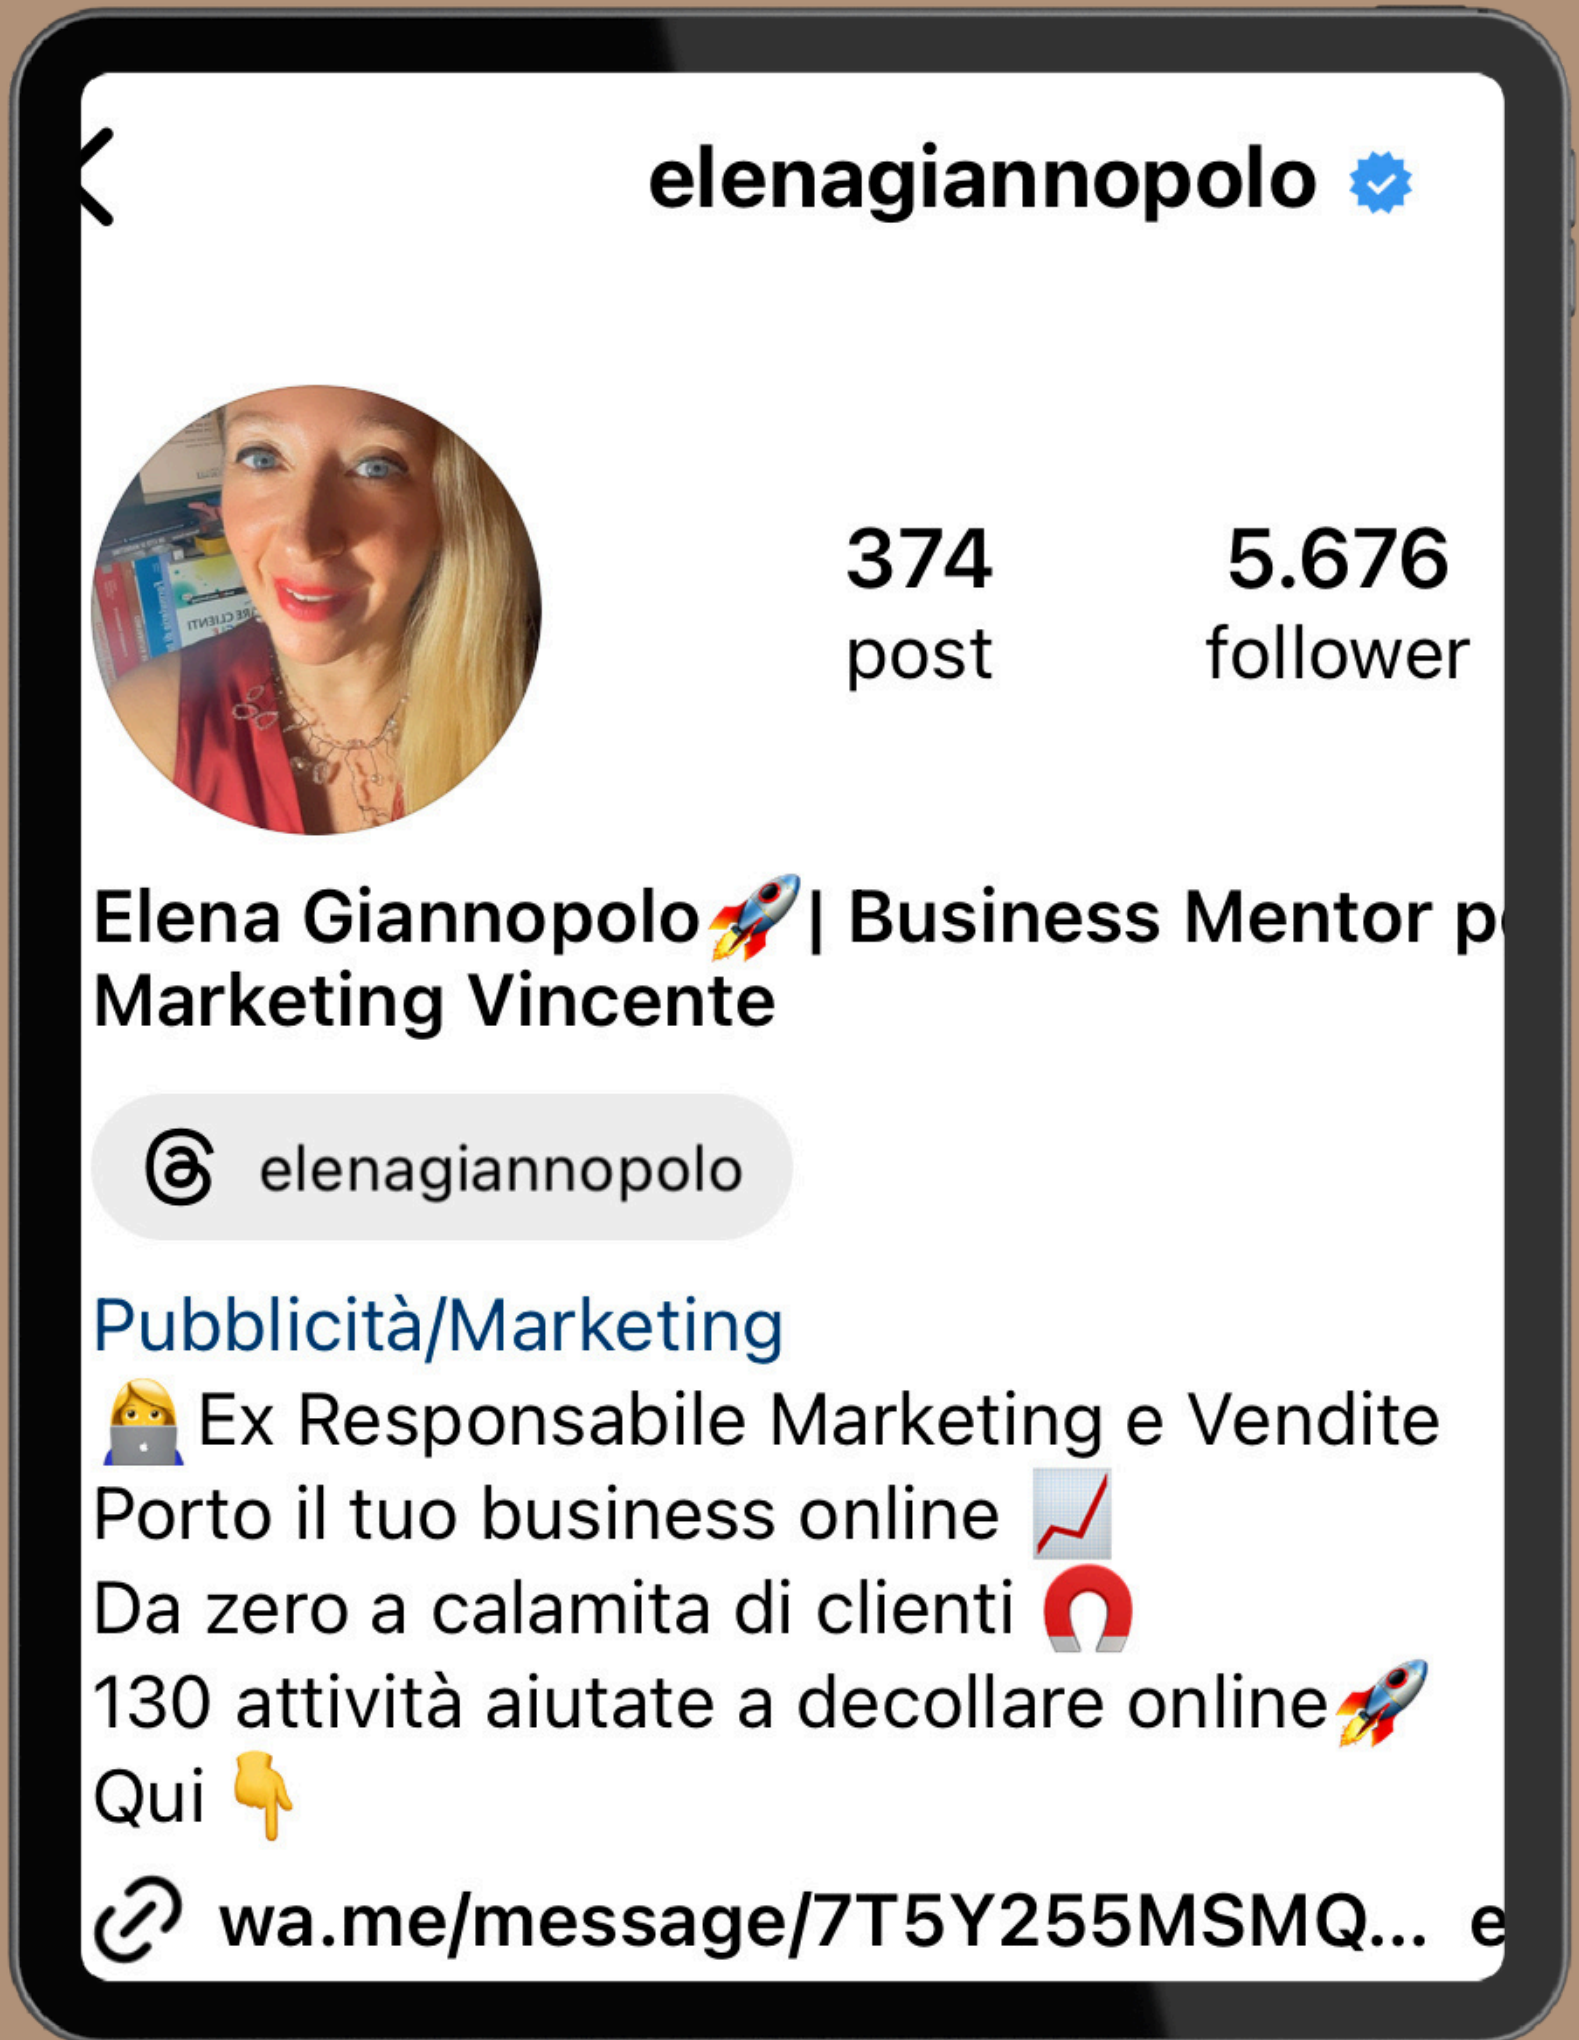 elenagiannopolo
374
post
5.676
follower
Elena Giannopolo🚀| Business Mentor
Marketing Vincente
elenagiannopolo
Pubblicità/Marketing
👩‍💻Ex Responsabile Marketing e Vendite
Porto il tuo business online 📈
Da zero a calamita di clienti 🧲
130 attività aiutate a decollare online🚀
Qui 👇
wa.me/message/7T5Y255MSMQ...